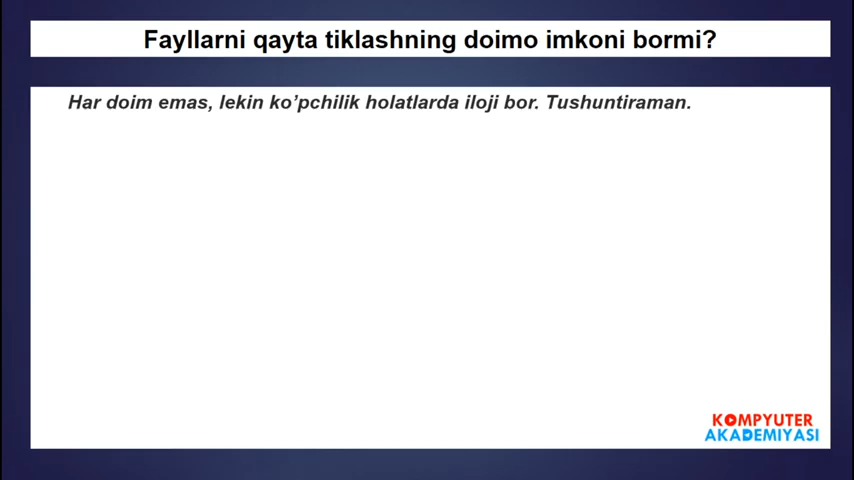 Fayllarni qayta tiklashning doimo imkoni bormi?
Har doim emas, lekin ko’pchilik holatlarda iloji bor. Tushuntiraman.
KOMPYUTER
AKADEMIYASI